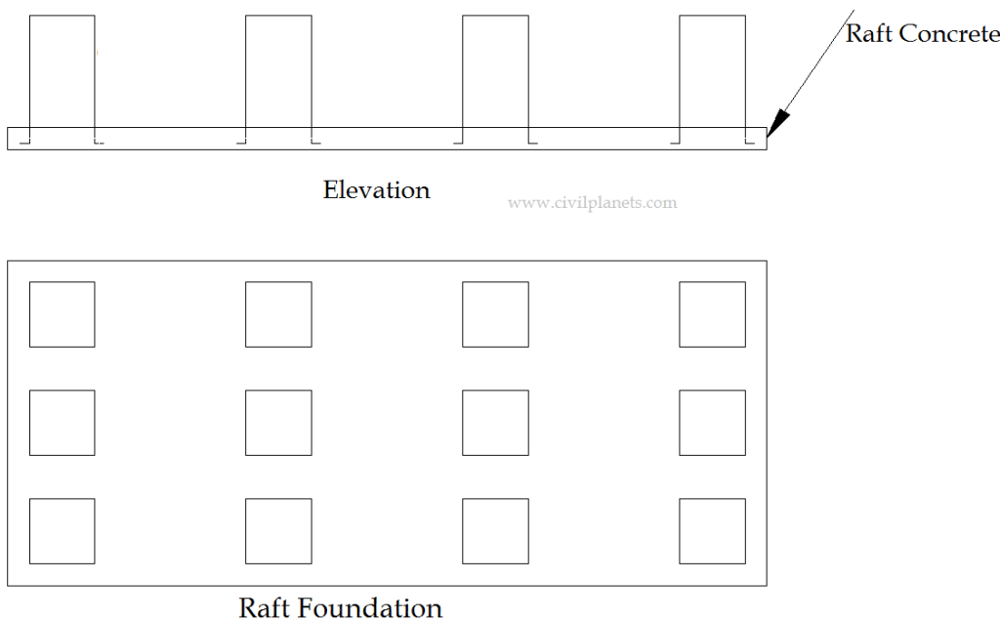 Raft Concrete
Elevation
www.civilplanets.com
Raft Foundation